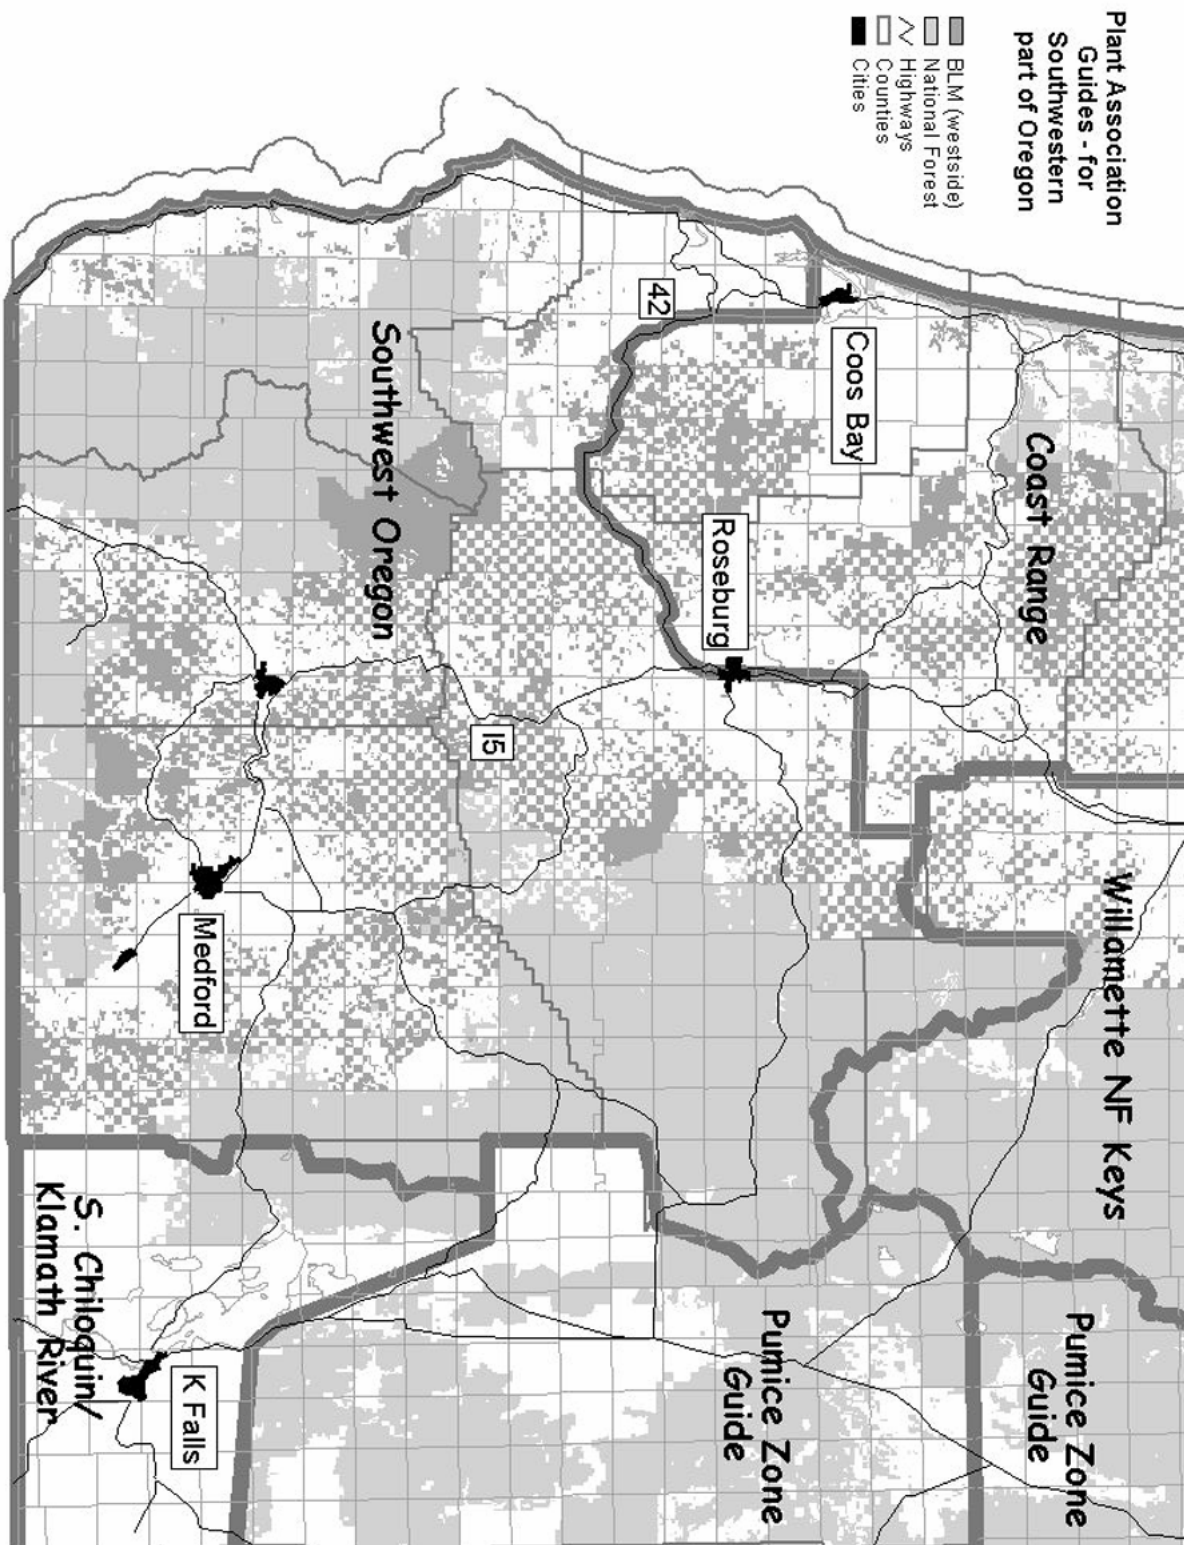 Plant Association
Guides - for
Southwestern
part of Oregon
BLM (westside)
National Forest
Highways
Counties
Cities
Coast Range
Willamette NF Keys
Pumice Zone
Guide
Coos Bay
Roseburg
Pumice Zone
Guide
42
I5
Southwest Oregon
Medford
K Falls
S. Chiloquin/
Klamath River